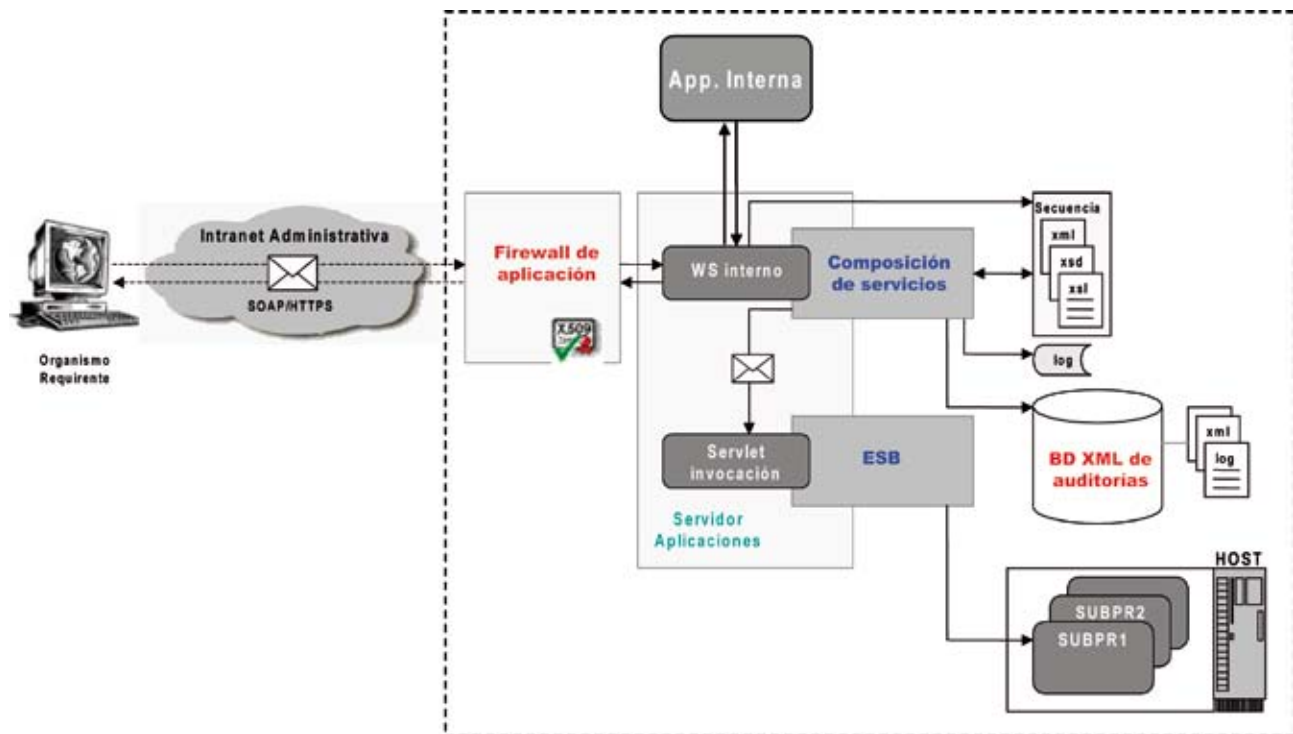 App. Interna
Intranet Administrativa
SOAP/HTTPS
Organismo
Requirente
Firewall de
aplicación
X.509
WS interno
Composición
de servicios
Secuencia
xml
xsd
xsl
log
Servlet
invocación
ESB
BD XML de
auditorias
xml
log
Servidor
Aplicaciones
HOST
SUBPR2
SUBPR1